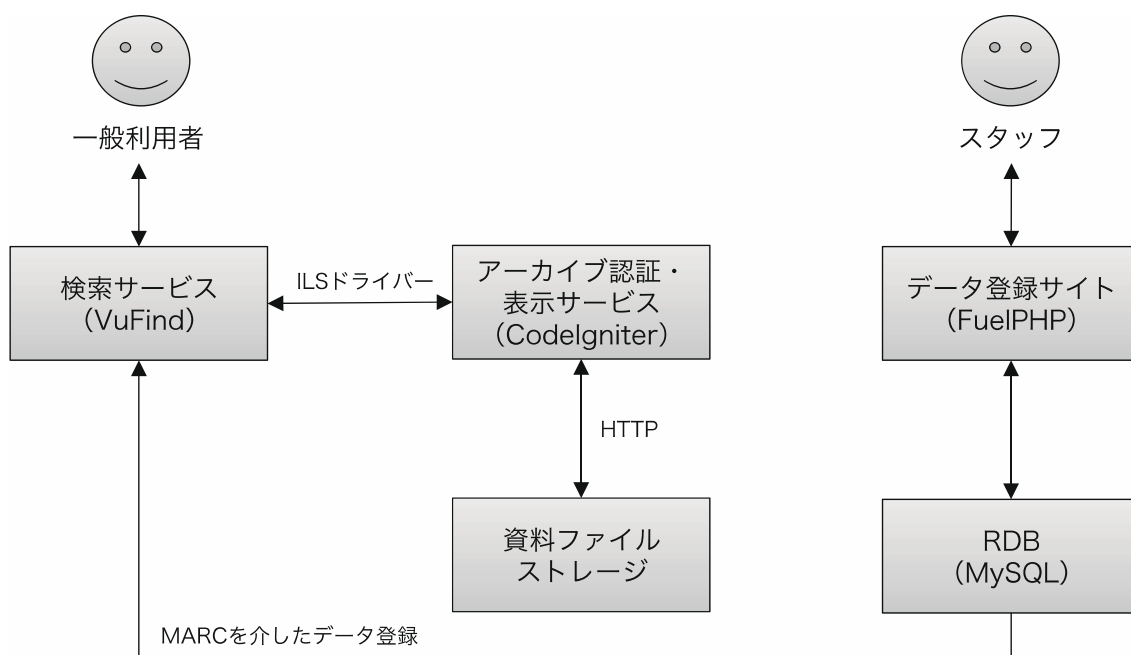 一般利用者
スタッフ
検索サービス
(VuFind)
ILSドライバー
アーカイブ認証・
表示サービス
(CodeIgniter)
データ登録サイト
(FuelPHP)
HTTP
資料ファイル
ストレージ
RDB
(MySQL)
MARCを介したデータ登録